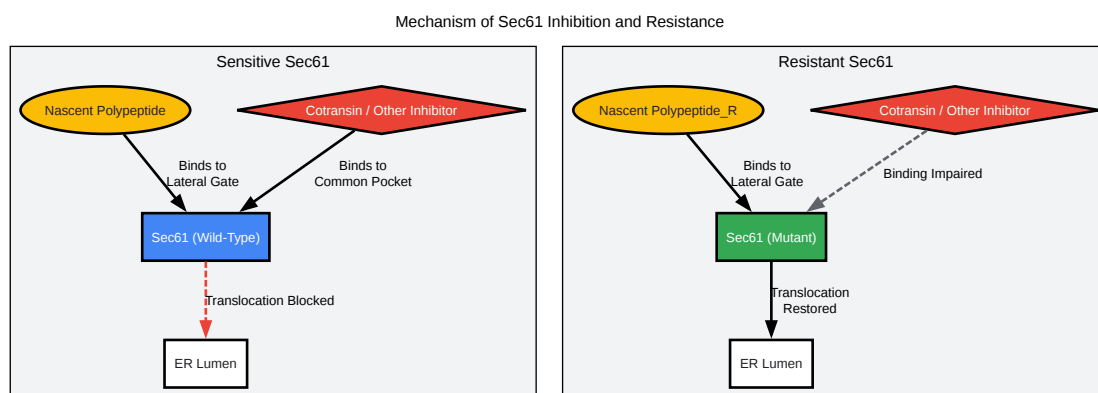 Mechanism of Sec61 Inhibition and Resistance
Sensitive Sec61
Nascent Polypeptide
Cotransin / Other Inhibitor
Binds to
Lateral Gate
Binds to
Common Pocket
Sec61 (Wild-Type)
Translocation Blocked
ER Lumen
Resistant Sec61
Nascent Polypeptide_R
Cotransin / Other Inhibitor
Binds to
Lateral Gate
Binding Impaired
Sec61 (Mutant)
Translocation
Restored
ER Lumen